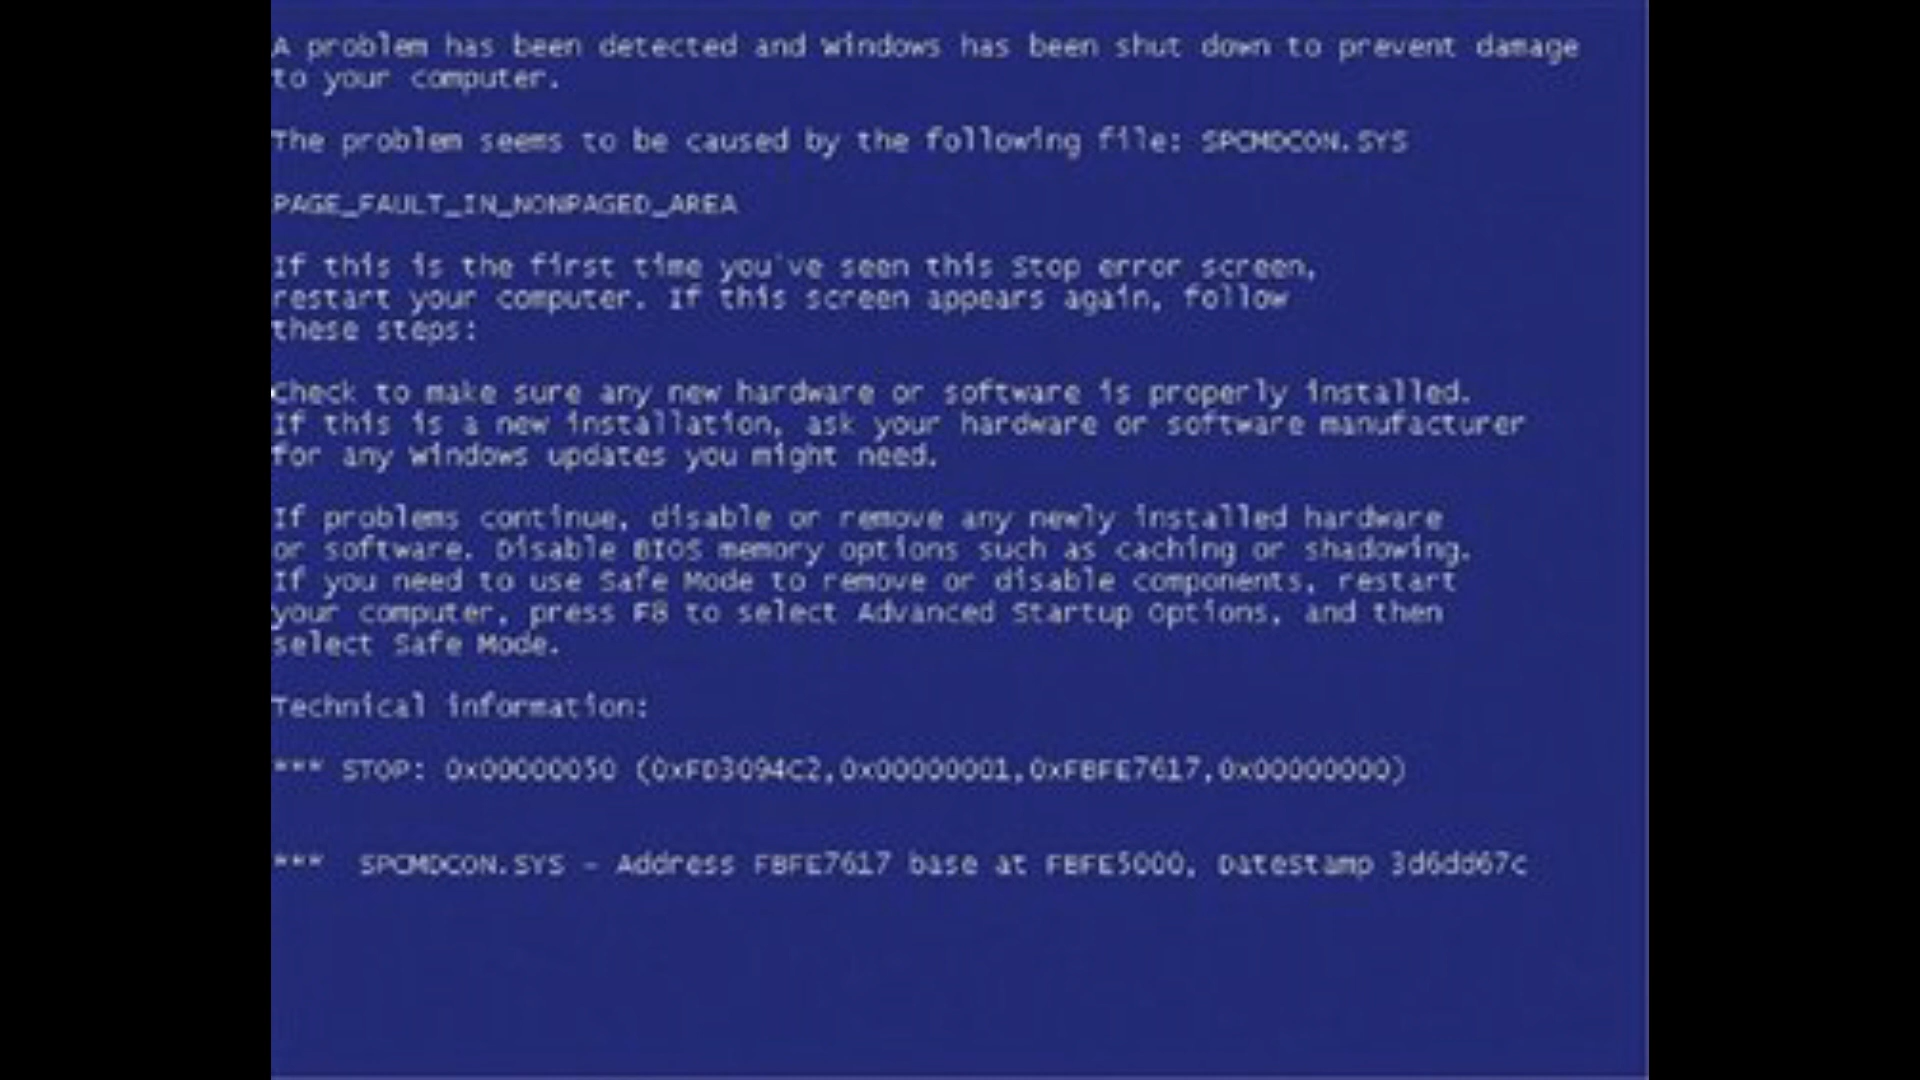 A problem has been detected and Windows has been shut down to prevent damage
to your computer.
The problem seems to be caused by the following file: SPCMDCON.SYS
PAGE_FAULT_IN_NONPAGED_AREA
If this is the first time you've seen this Stop error screen,
restart your computer. If this screen appears again, follow
these steps:
Check to make sure any new hardware or software is properly installed.
If this is a new installation, ask your hardware or software manufacturer
for any Windows updates you might need.
If problems continue, disable or remove any newly installed hardware
or software. Disable BIOS memory options such as caching or shadowing.
If you need to use Safe Mode to remove or disable components, restart
your computer, press F8 to select Advanced Startup Options, and then
select Safe Mode.
Technical information:
*** STOP: 0x00000050 (0xFD3094C2,0x00000001,0xFBFE7617,0x00000000)
*** SPCMDCON.SYS - Address FBFE7617 base at FBFE5000, DateStamp 3d6dd67c